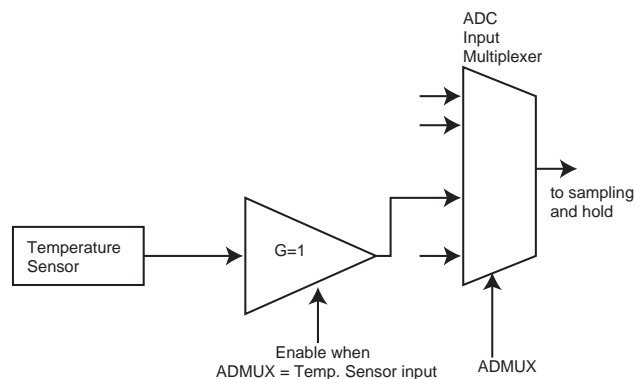 ADC
Input
Multiplexer
to sampling
and hold
Temperature
Sensor
G=1
Enable when
ADMUX = Temp. Sensor input
ADMUX